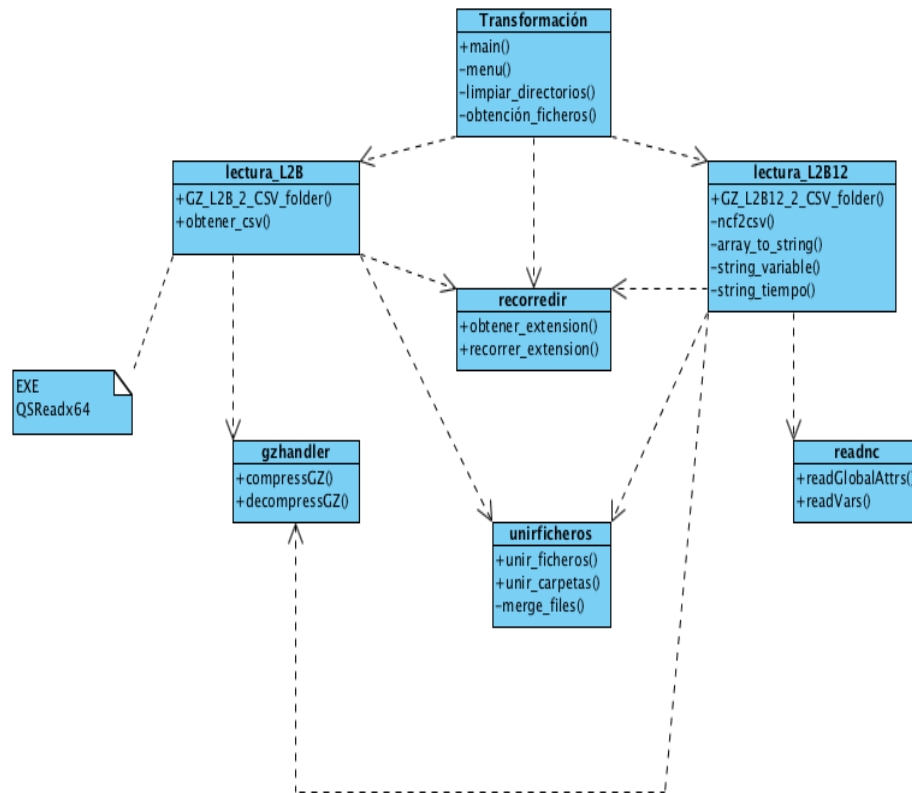 Transformación
+main()
–menu()
–limpiar_directorios()
–obtención_ficheros()
lectura_L2B
+GZ_L2B_2_CSV_folder()
+obtener_csv()
lectura_L2B12
+GZ_L2B12_2_CSV_folder()
–ncf2csv()
–array_to_string()
–string_variable()
–string_tiempo()
recorredir
+obtener_extension()
+recorrer_extension()
EXE
QSReadx64
gzhandler
+compressGZ()
+decompressGZ()
readnc
+readGlobalAttrs()
+readVars()
unirficheros
+unir_ficheros()
+unir_carpetas()
–merge_files()